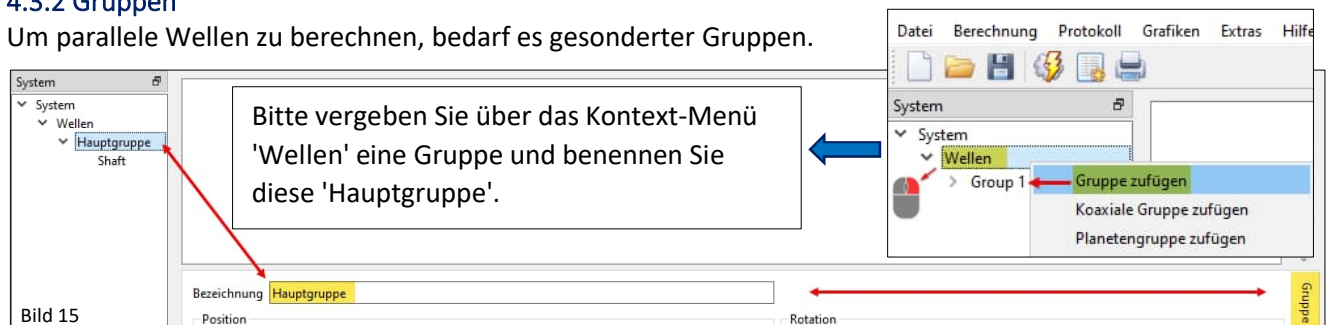 4.3.2 Gruppen
Um parallele Wellen zu berechnen, bedarf es gesonderter Gruppen.
System
System
Wellen
Hauptgruppe
Shaft
Bild 15
Bitte vergeben Sie über das Kontext-Menü
'Wellen' eine Gruppe und benennen Sie
diese 'Hauptgruppe'.
Datei Berechnung Protokoll Grafiken Extras Hilfe
System
System
Wellen
Group 1
Gruppe zufügen
Koaxiale Gruppe zufügen
Planetengruppe zufügen
Bezeichnung Hauptgruppe
Position Rotation
Gruppe